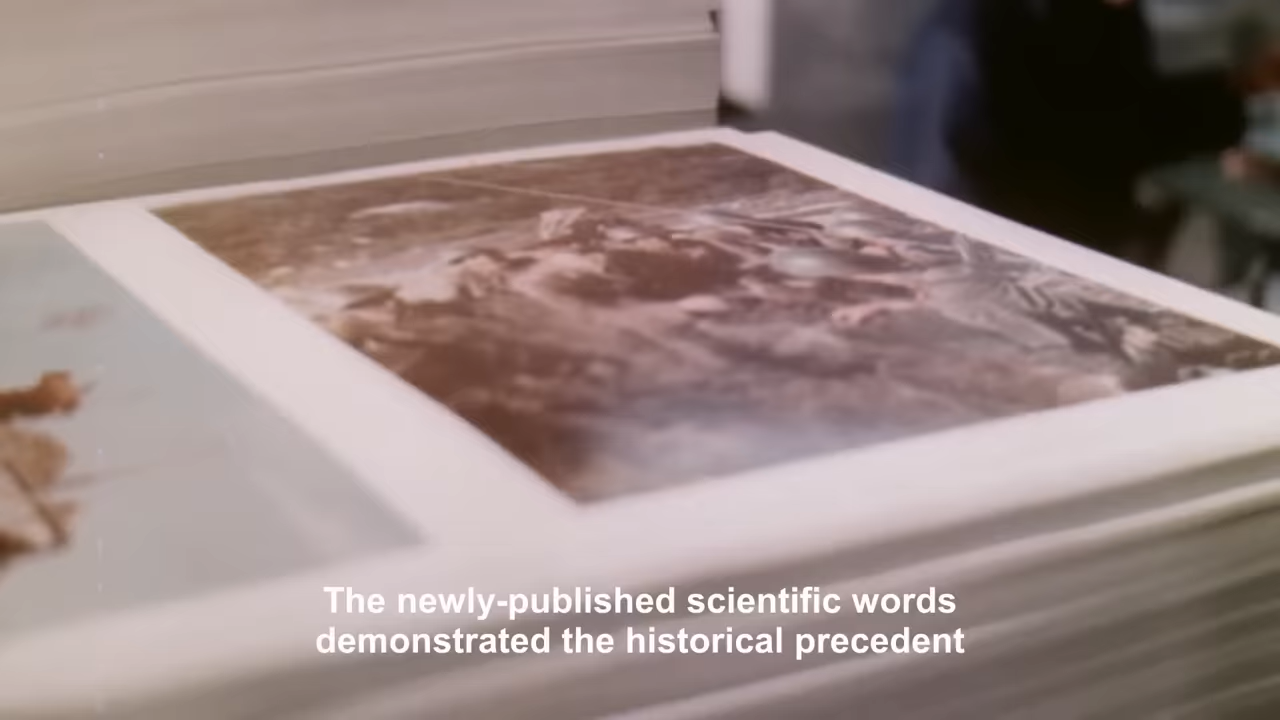 The newly-published scientific words
demonstrated the historical precedent